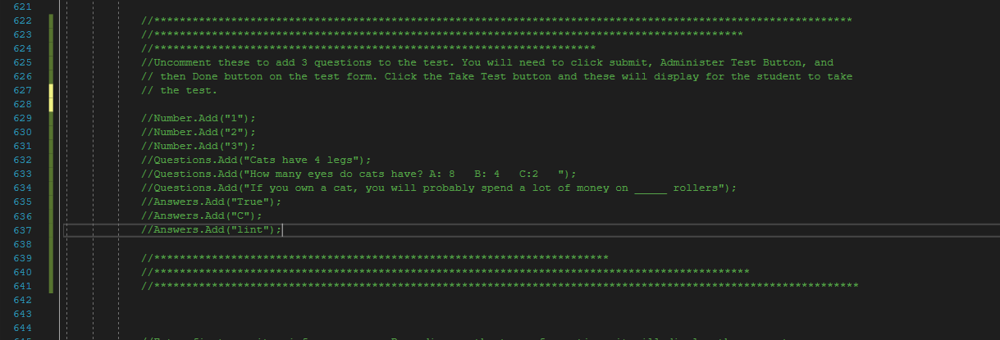 621
622 //*************************************************************************************************************
623 //********************************************************************************************
624 //*********************************************************************
625 //Uncomment these to add 3 questions to the test. You will need to click submit, Administer Test Button, and
626 // then Done button on the test form. Click the Take Test button and these will display for the student to take
627 // the test.
628
629 //Number.Add("1");
630 //Number.Add("2");
631 //Number.Add("3");
632 //Questions.Add("Cats have 4 legs");
633 //Questions.Add("How many eyes do cats have? A: 8   B: 4   C:2   ");
634 //Questions.Add("If you own a cat, you will probably spend a lot of money on _____ rollers");
635 //Answers.Add("True");
636 //Answers.Add("C");
637 //Answers.Add("lint");
638
639 //***********************************************************************
640 //*********************************************************************************************
641 //**************************************************************************************************************
642
643
644